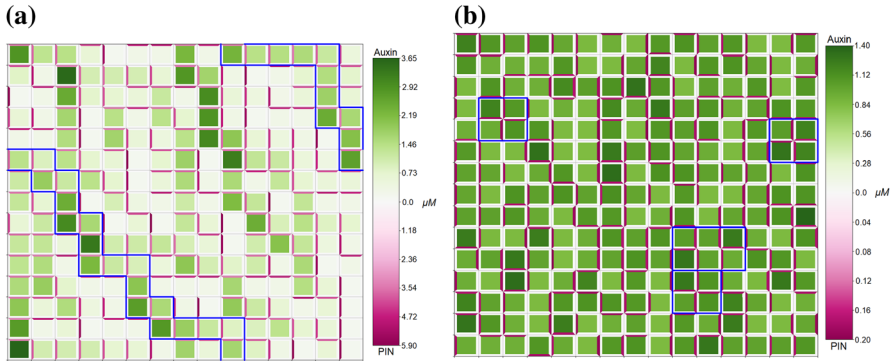 (a)
Auxin
3.65
2.92
2.19
1.46
0.73
0.0
μM
1.18
2.36
3.54
4.72
5.90
PIN
(b)
Auxin
1.40
1.12
0.84
0.56
0.28
0.0
μM
0.04
0.08
0.12
0.16
0.20
PIN